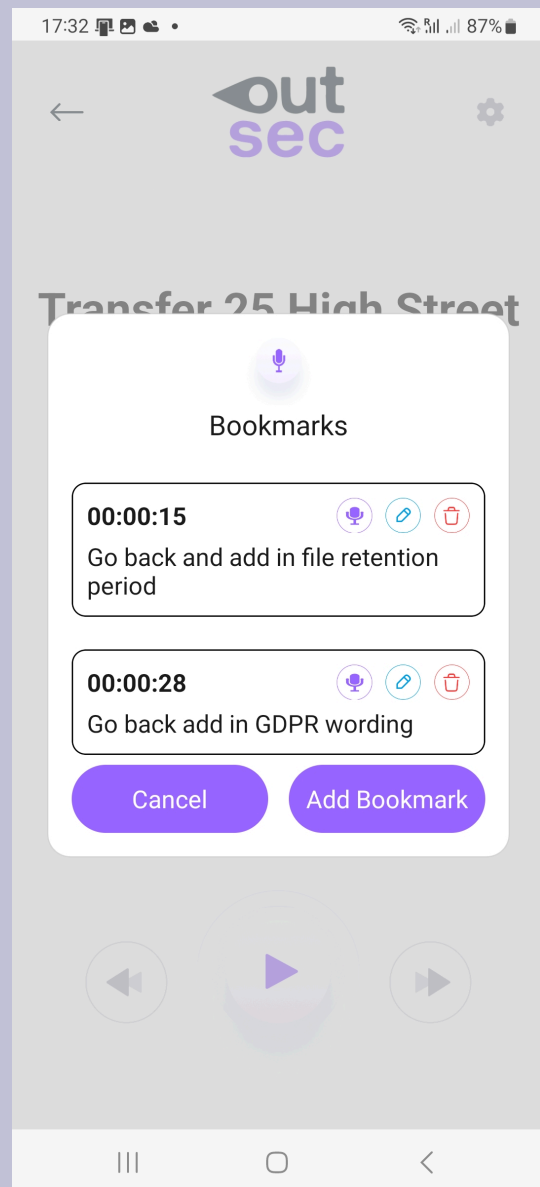 17:32
87%
out
sec
Transfer 25 High Street
Bookmarks
00:00:15
Go back and add in file retention
period
00:00:28
Go back add in GDPR wording
Cancel
Add Bookmark